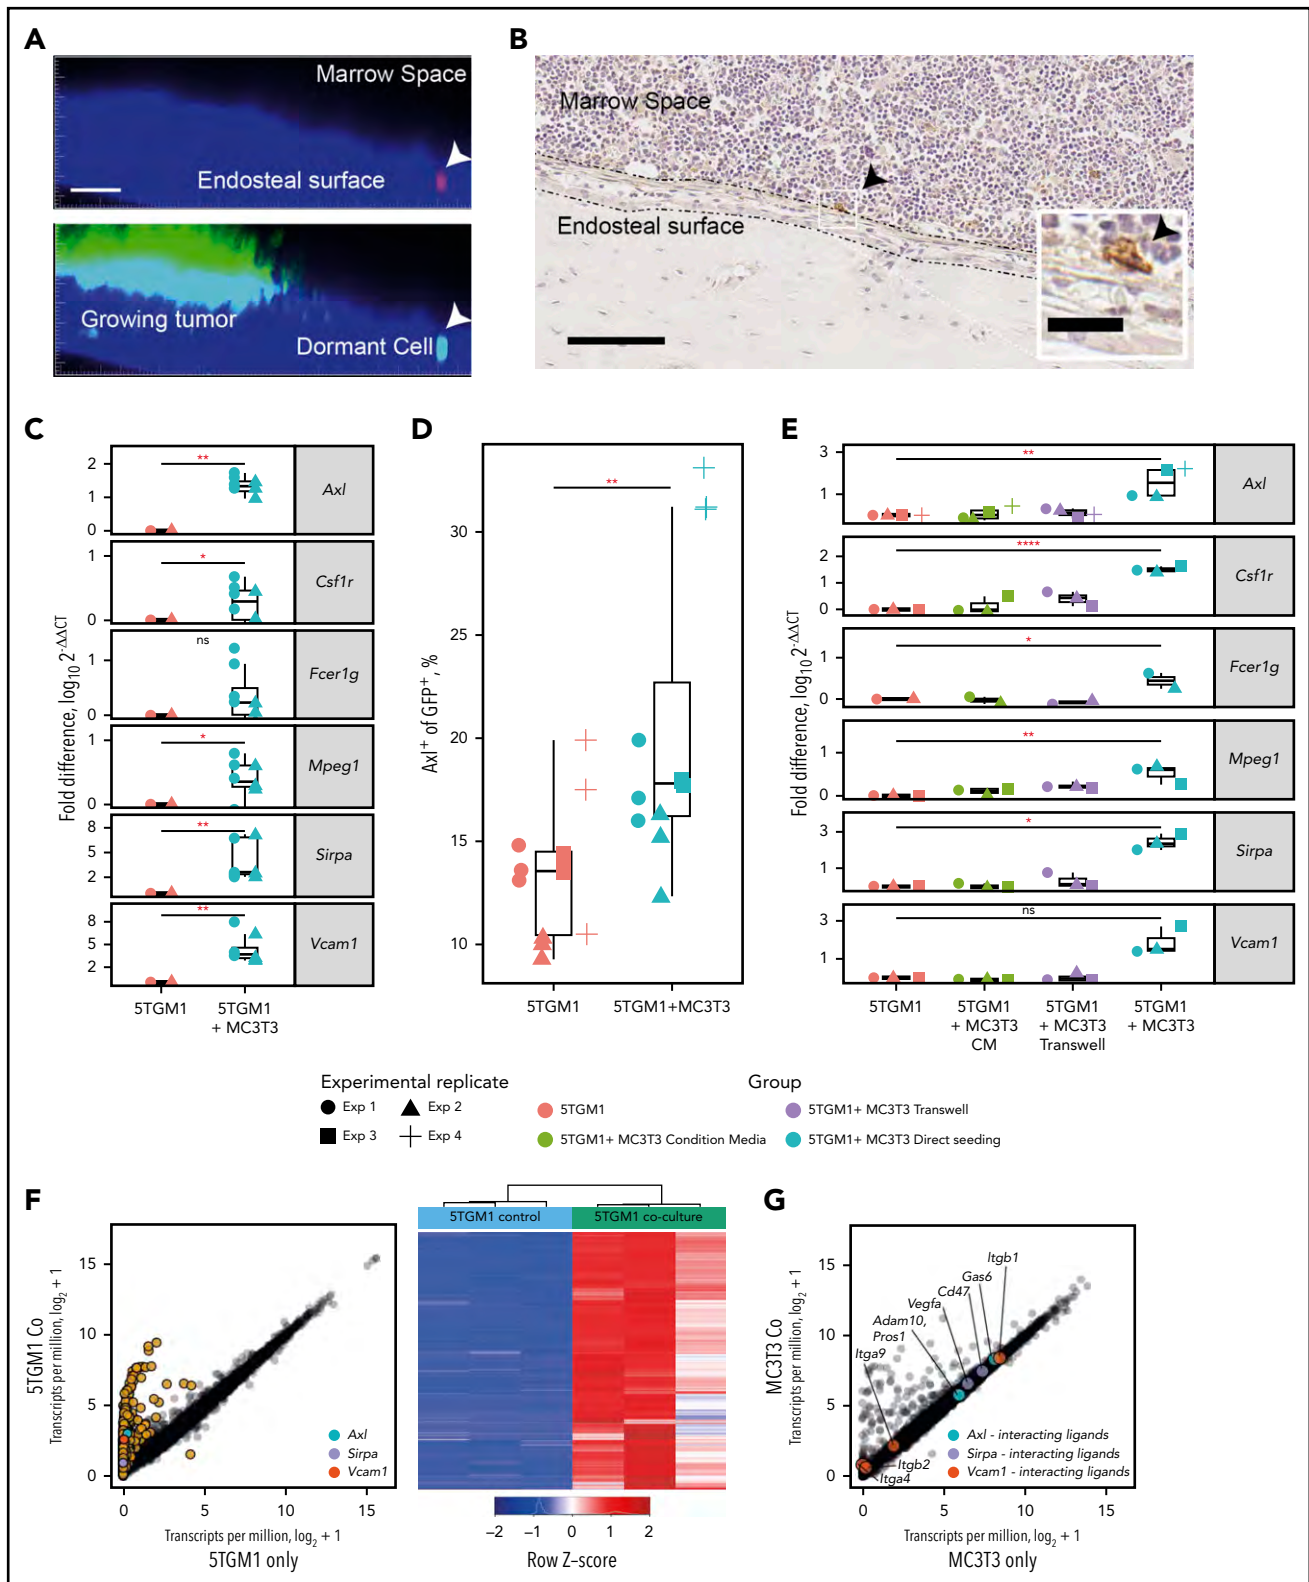 A
Marrow Space
Endosteal surface
Growing tumor
Dormant Cell
B
Marrow Space
Endosteal surface
C
Fold difference, log10 2-ΔΔCT
2
1
0
**
Axl
1
0
*
Csf1r
1
0
ns
Fcer1g
1
0
*
Mpeg1
8
5
2
**
Sirpa
8
5
2
**
Vcam1
5TGM1
5TGM1
+ MC3T3
D
Axl+ of GFP+, %
30
25
20
15
10
**
5TGM1
5TGM1+MC3T3
E
Fold difference, log10 2-ΔΔCT
3
1
**
Axl
2
1
0
****
Csf1r
1
0
*
Fcer1g
1
0
**
Mpeg1
3
1
*
Sirpa
3
1
ns
Vcam1
5TGM1
5TGM1
+ MC3T3
CM
5TGM1
+ MC3T3
Transwell
5TGM1
+ MC3T3
Experimental replicate
Exp 1
Exp 2
Exp 3
Exp 4
Group
5TGM1
5TGM1+ MC3T3 Transwell
5TGM1+ MC3T3 Condition Media
5TGM1+ MC3T3 Direct seeding
F
5TGM1 Co
Transcripts per million, log2 + 1
15
10
5
0
Axl
Sirpa
Vcam1
0
5
10
15
Transcripts per million, log2 + 1
5TGM1 only
5TGM1 control
5TGM1 co-culture
−2
−1
0
1
2
Row Z−score
G
MC3T3 Co
Transcripts per million, log2 + 1
15
10
5
0
Itgb1
Gas6
Cd47
Vegfa
Adam10,
Pros1
Itga9
Itgb2
Itga4
Axl - interacting ligands
Sirpa - interacting ligands
Vcam1 - interacting ligands
0
5
10
15
Transcripts per million, log2 + 1
MC3T3 only